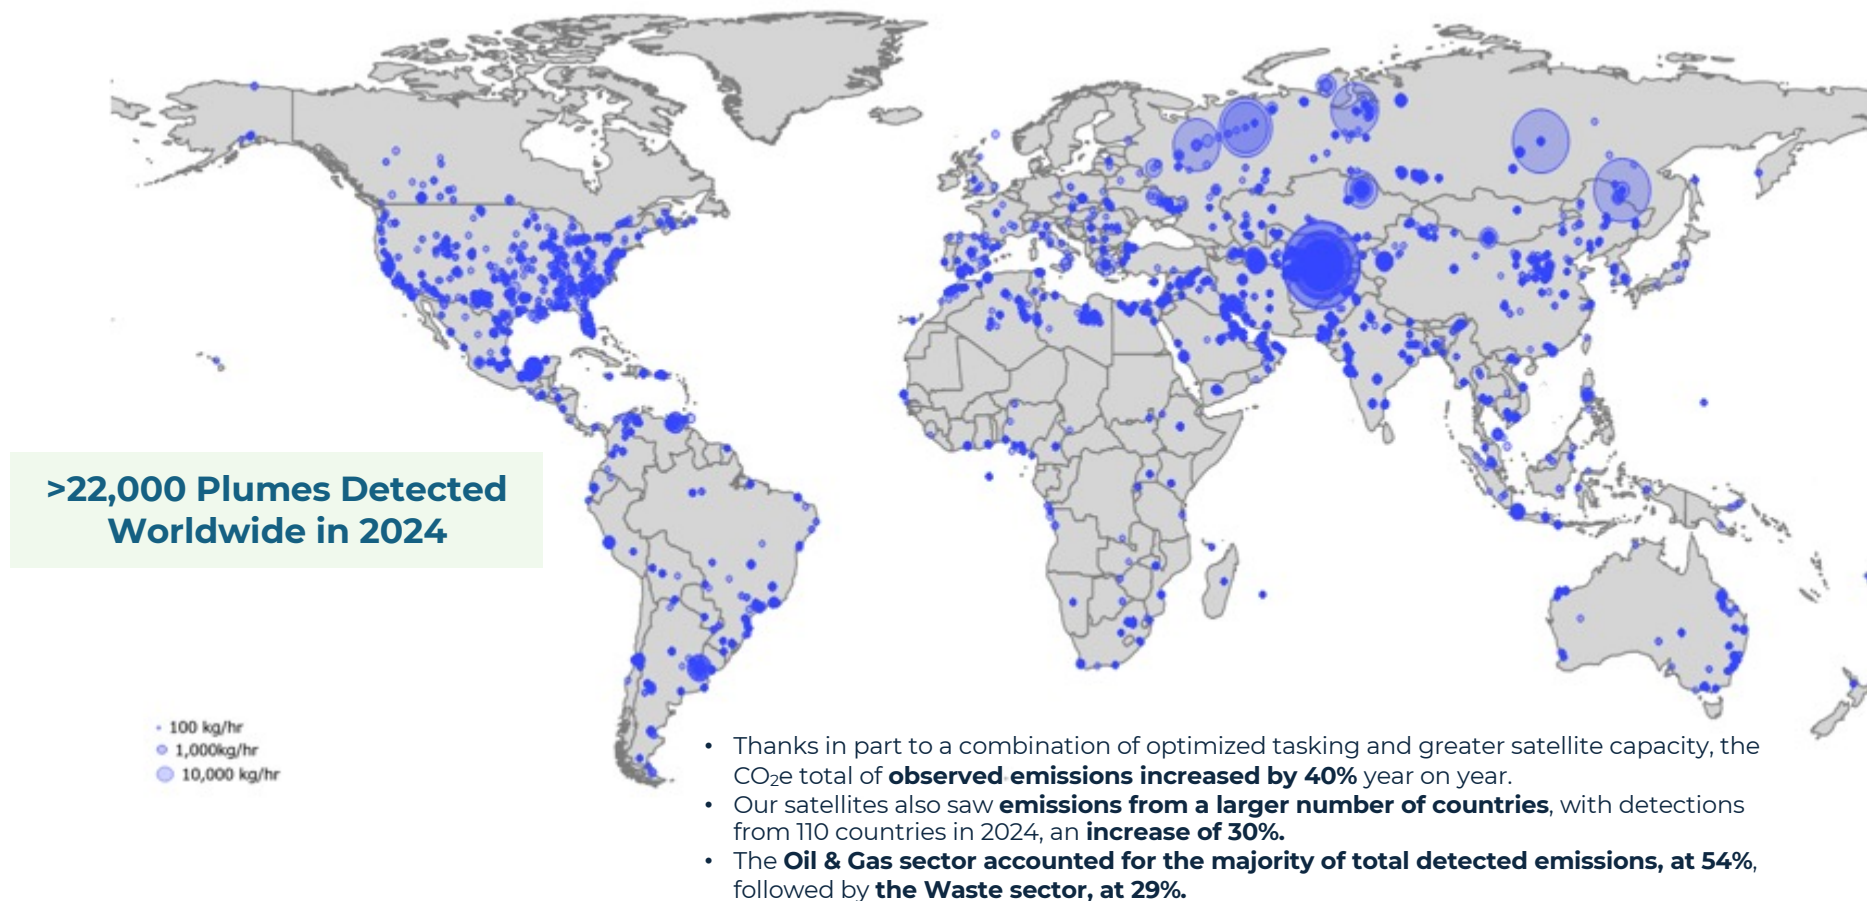 >22,000 Plumes Detected
Worldwide in 2024
100 kg/hr
1,000kg/hr
10,000 kg/hr
• Thanks in part to a combination of optimized tasking and greater satellite capacity, the
CO₂e total of observed emissions increased by 40% year on year.
• Our satellites also saw emissions from a larger number of countries, with detections
from 110 countries in 2024, an increase of 30%.
• The Oil & Gas sector accounted for the majority of total detected emissions, at 54%,
followed by the Waste sector, at 29%.